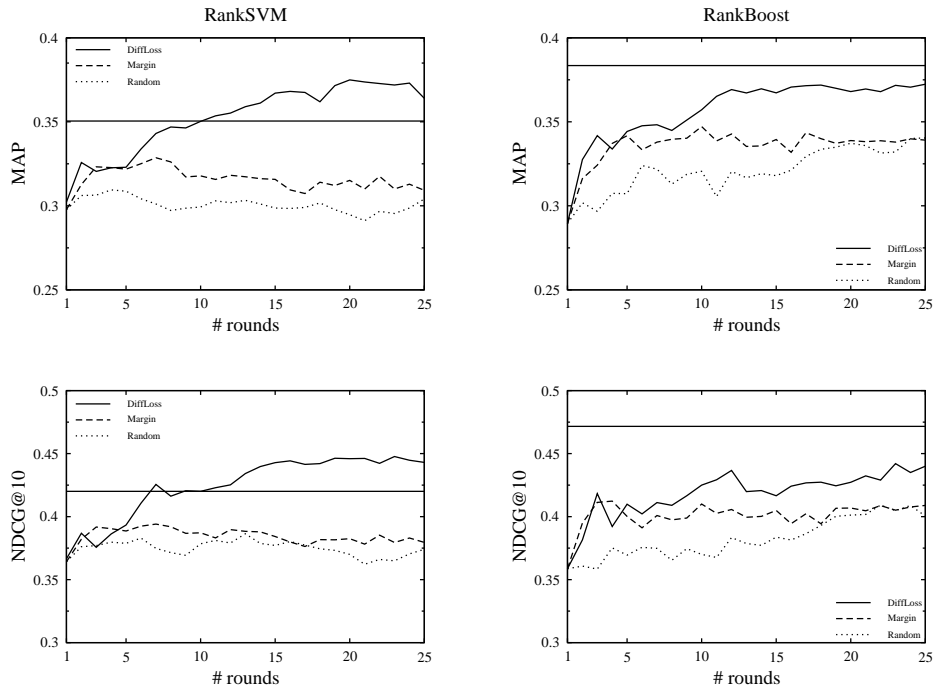 RankSVM
0.4
DiffLoss
Margin
Random
0.35
MAP
0.3
0.25
1 5 10 15 20 25
# rounds
RankBoost
0.4
0.35
MAP
0.3
DiffLoss
Margin
Random
0.25
1 5 10 15 20 25
# rounds
0.5
DiffLoss
Margin
Random
0.45
NDCG@10
0.4
0.35
0.3
1 5 10 15 20 25
# rounds
0.5
0.45
NDCG@10
0.4
0.35
DiffLoss
Margin
Random
0.3
1 5 10 15 20 25
# rounds